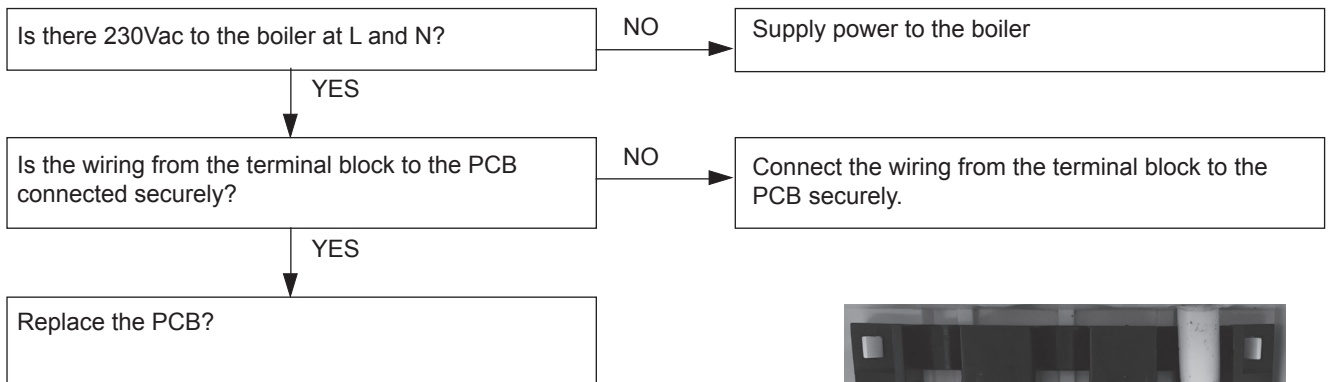 Is there 230Vac to the boiler at L and N?
NO
Supply power to the boiler
YES
Is the wiring from the terminal block to the PCB
connected securely?
NO
Connect the wiring from the terminal block to the
PCB securely.
YES
Replace the PCB?